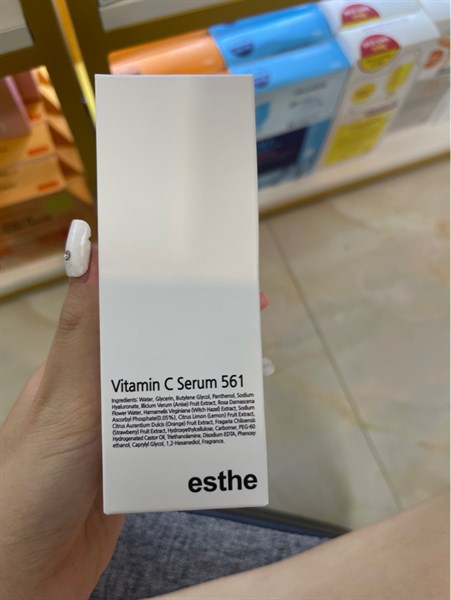 Vitamin C Serum 561
Ingredients: Water, Glycerin, Butylene Glycol, Panthenol, Sodium
Hyaluronate, Illicium Verum (Anise) Fruit Extract, Rosa Damascena
Flower Water, Hamamelis Virginiana (Witch Hazel) Extract, Sodium
Ascorbyl Phosphate(0.05%), Citrus Limon (Lemon) Fruit Extract,
Citrus Aurantium Dulcis (Orange) Fruit Extract, Fragaria Chiloensis
(Strawberry) Fruit Extract, Hydroxyethylcellulose, Carbomer, PEG-60
Hydrogenated Castor Oil, Triethanolamine, Disodium EDTA, Phenoxy
ethanol, Caprylyl Glycol, 1,2-Hexanediol, Fragrance.
esthe